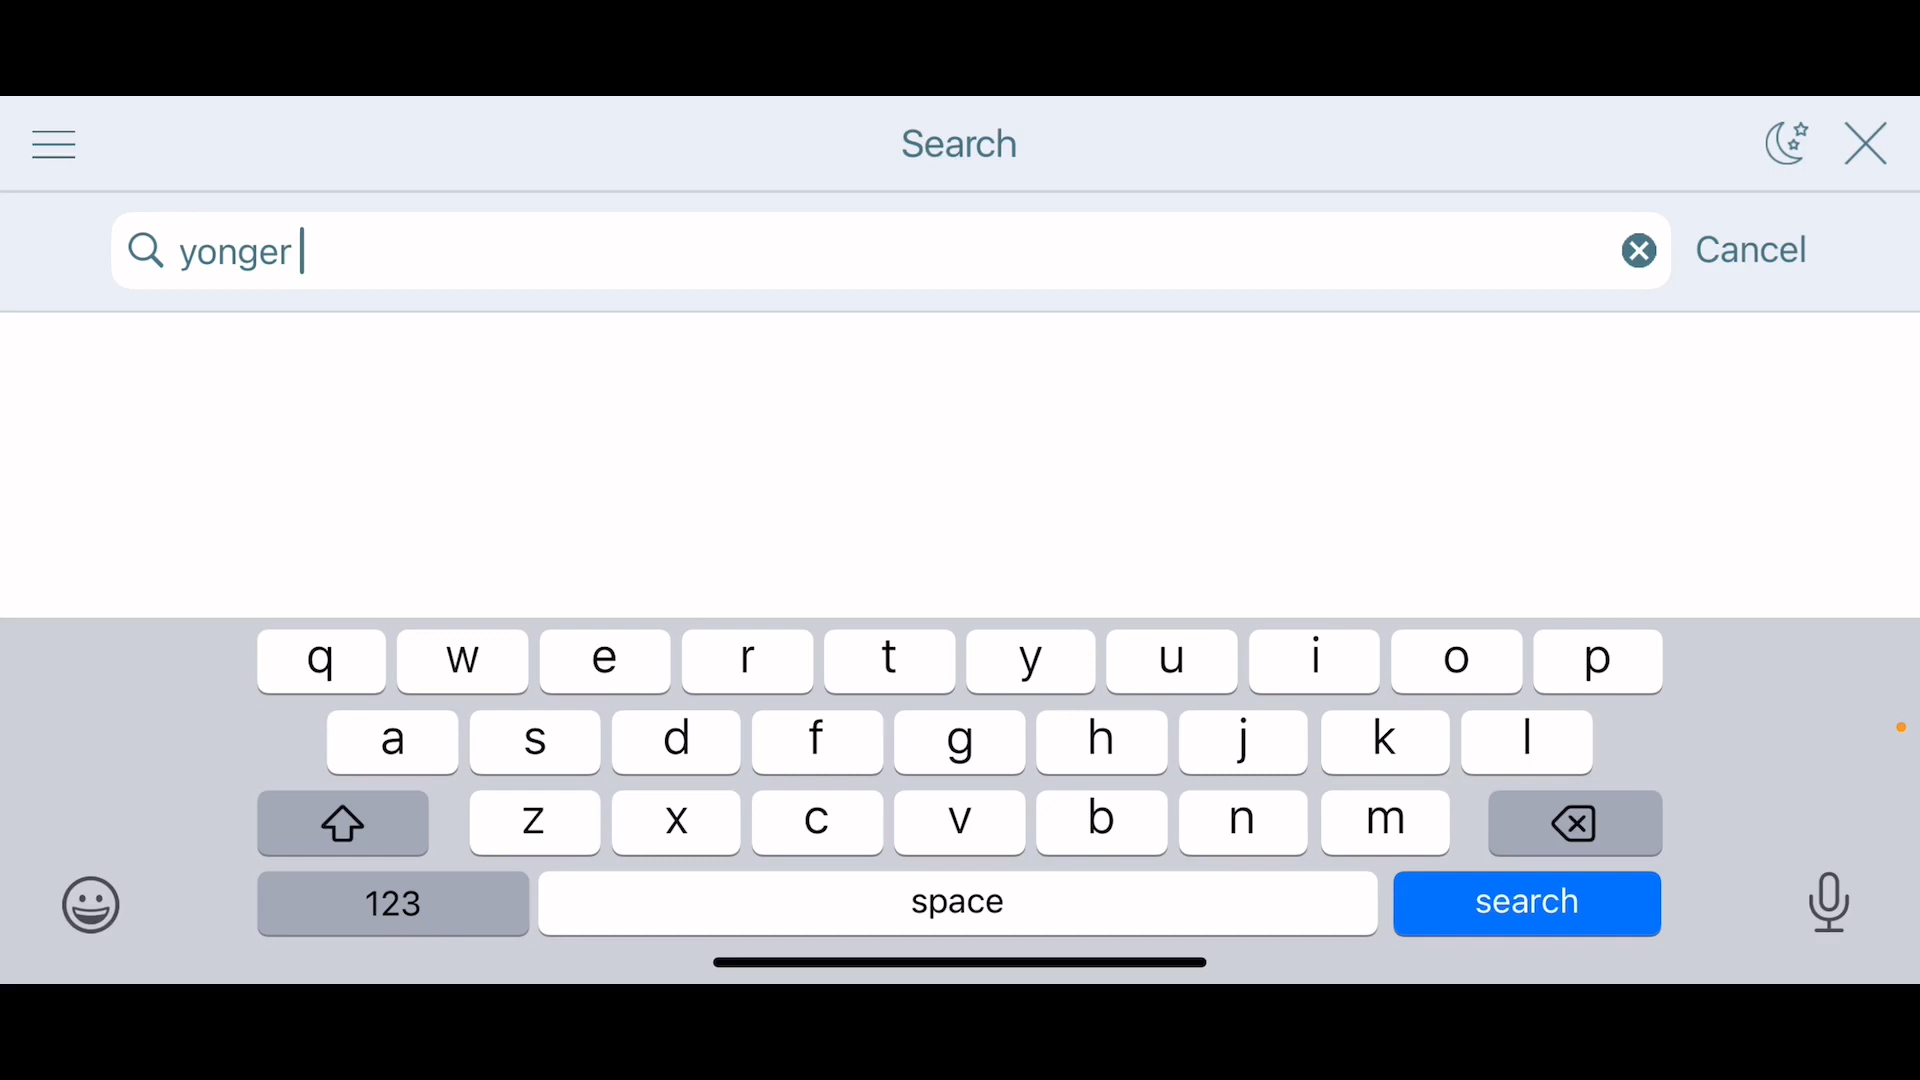 Search
yonger
Cancel
q w e r t y u i o p
a s d f g h j k l
z x c v b n m
123 space search